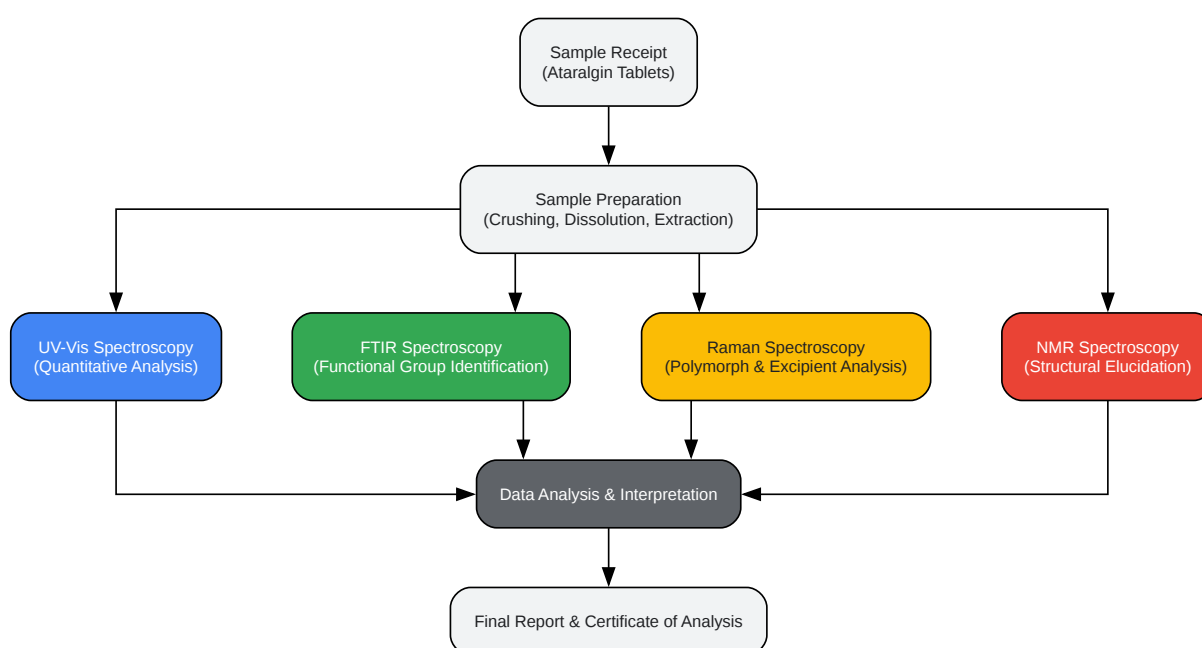 Sample Receipt
(Ataralgin Tablets)
Sample Preparation
(Crushing, Dissolution, Extraction)
UV-Vis Spectroscopy
(Quantitative Analysis)
FTIR Spectroscopy
(Functional Group Identification)
Raman Spectroscopy
(Polymorph & Excipient Analysis)
NMR Spectroscopy
(Structural Elucidation)
Data Analysis & Interpretation
Final Report & Certificate of Analysis